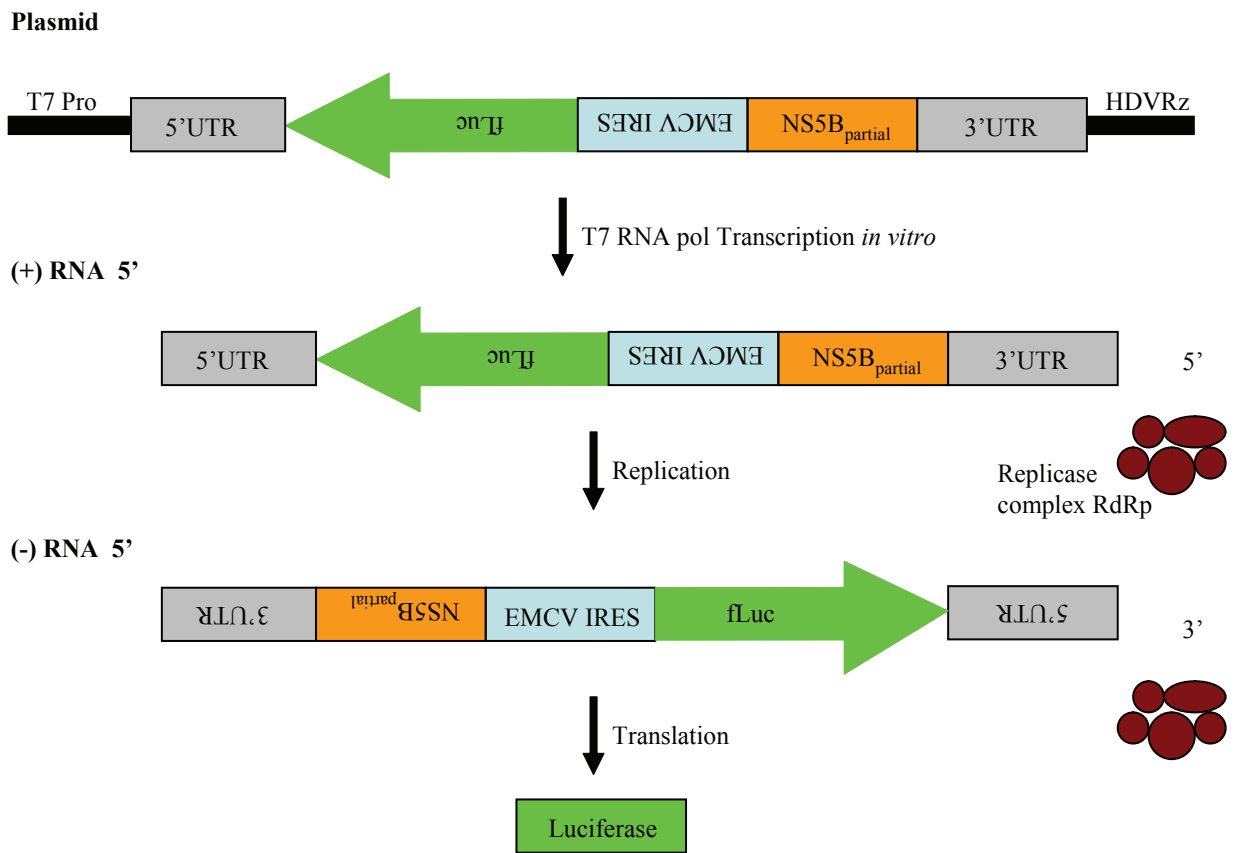 Plasmid
T7 Pro
5'UTR
fLuc
EMCV IRES
NS5Bpartial
3'UTR
HDVRz
T7 RNA pol Transcription in vitro
(+) RNA 5’
5'UTR
fLuc
EMCV IRES
NS5Bpartial
3'UTR
5’
Replication
Replicase
complex RdRp
(-) RNA 5’
3'UTR
NS5Bpartial
EMCV IRES
fLuc
5'UTR
3’
Translation
Luciferase